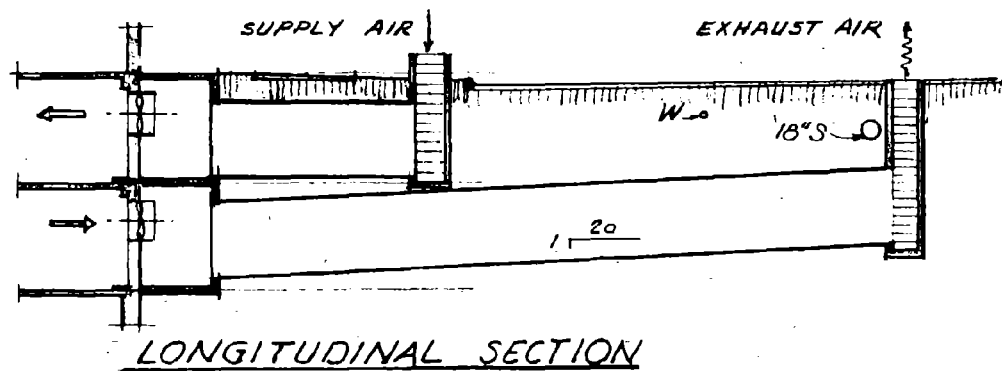 SUPPLY AIR
EXHAUST AIR
W
18"S
1 20
LONGITUDINAL SECTION